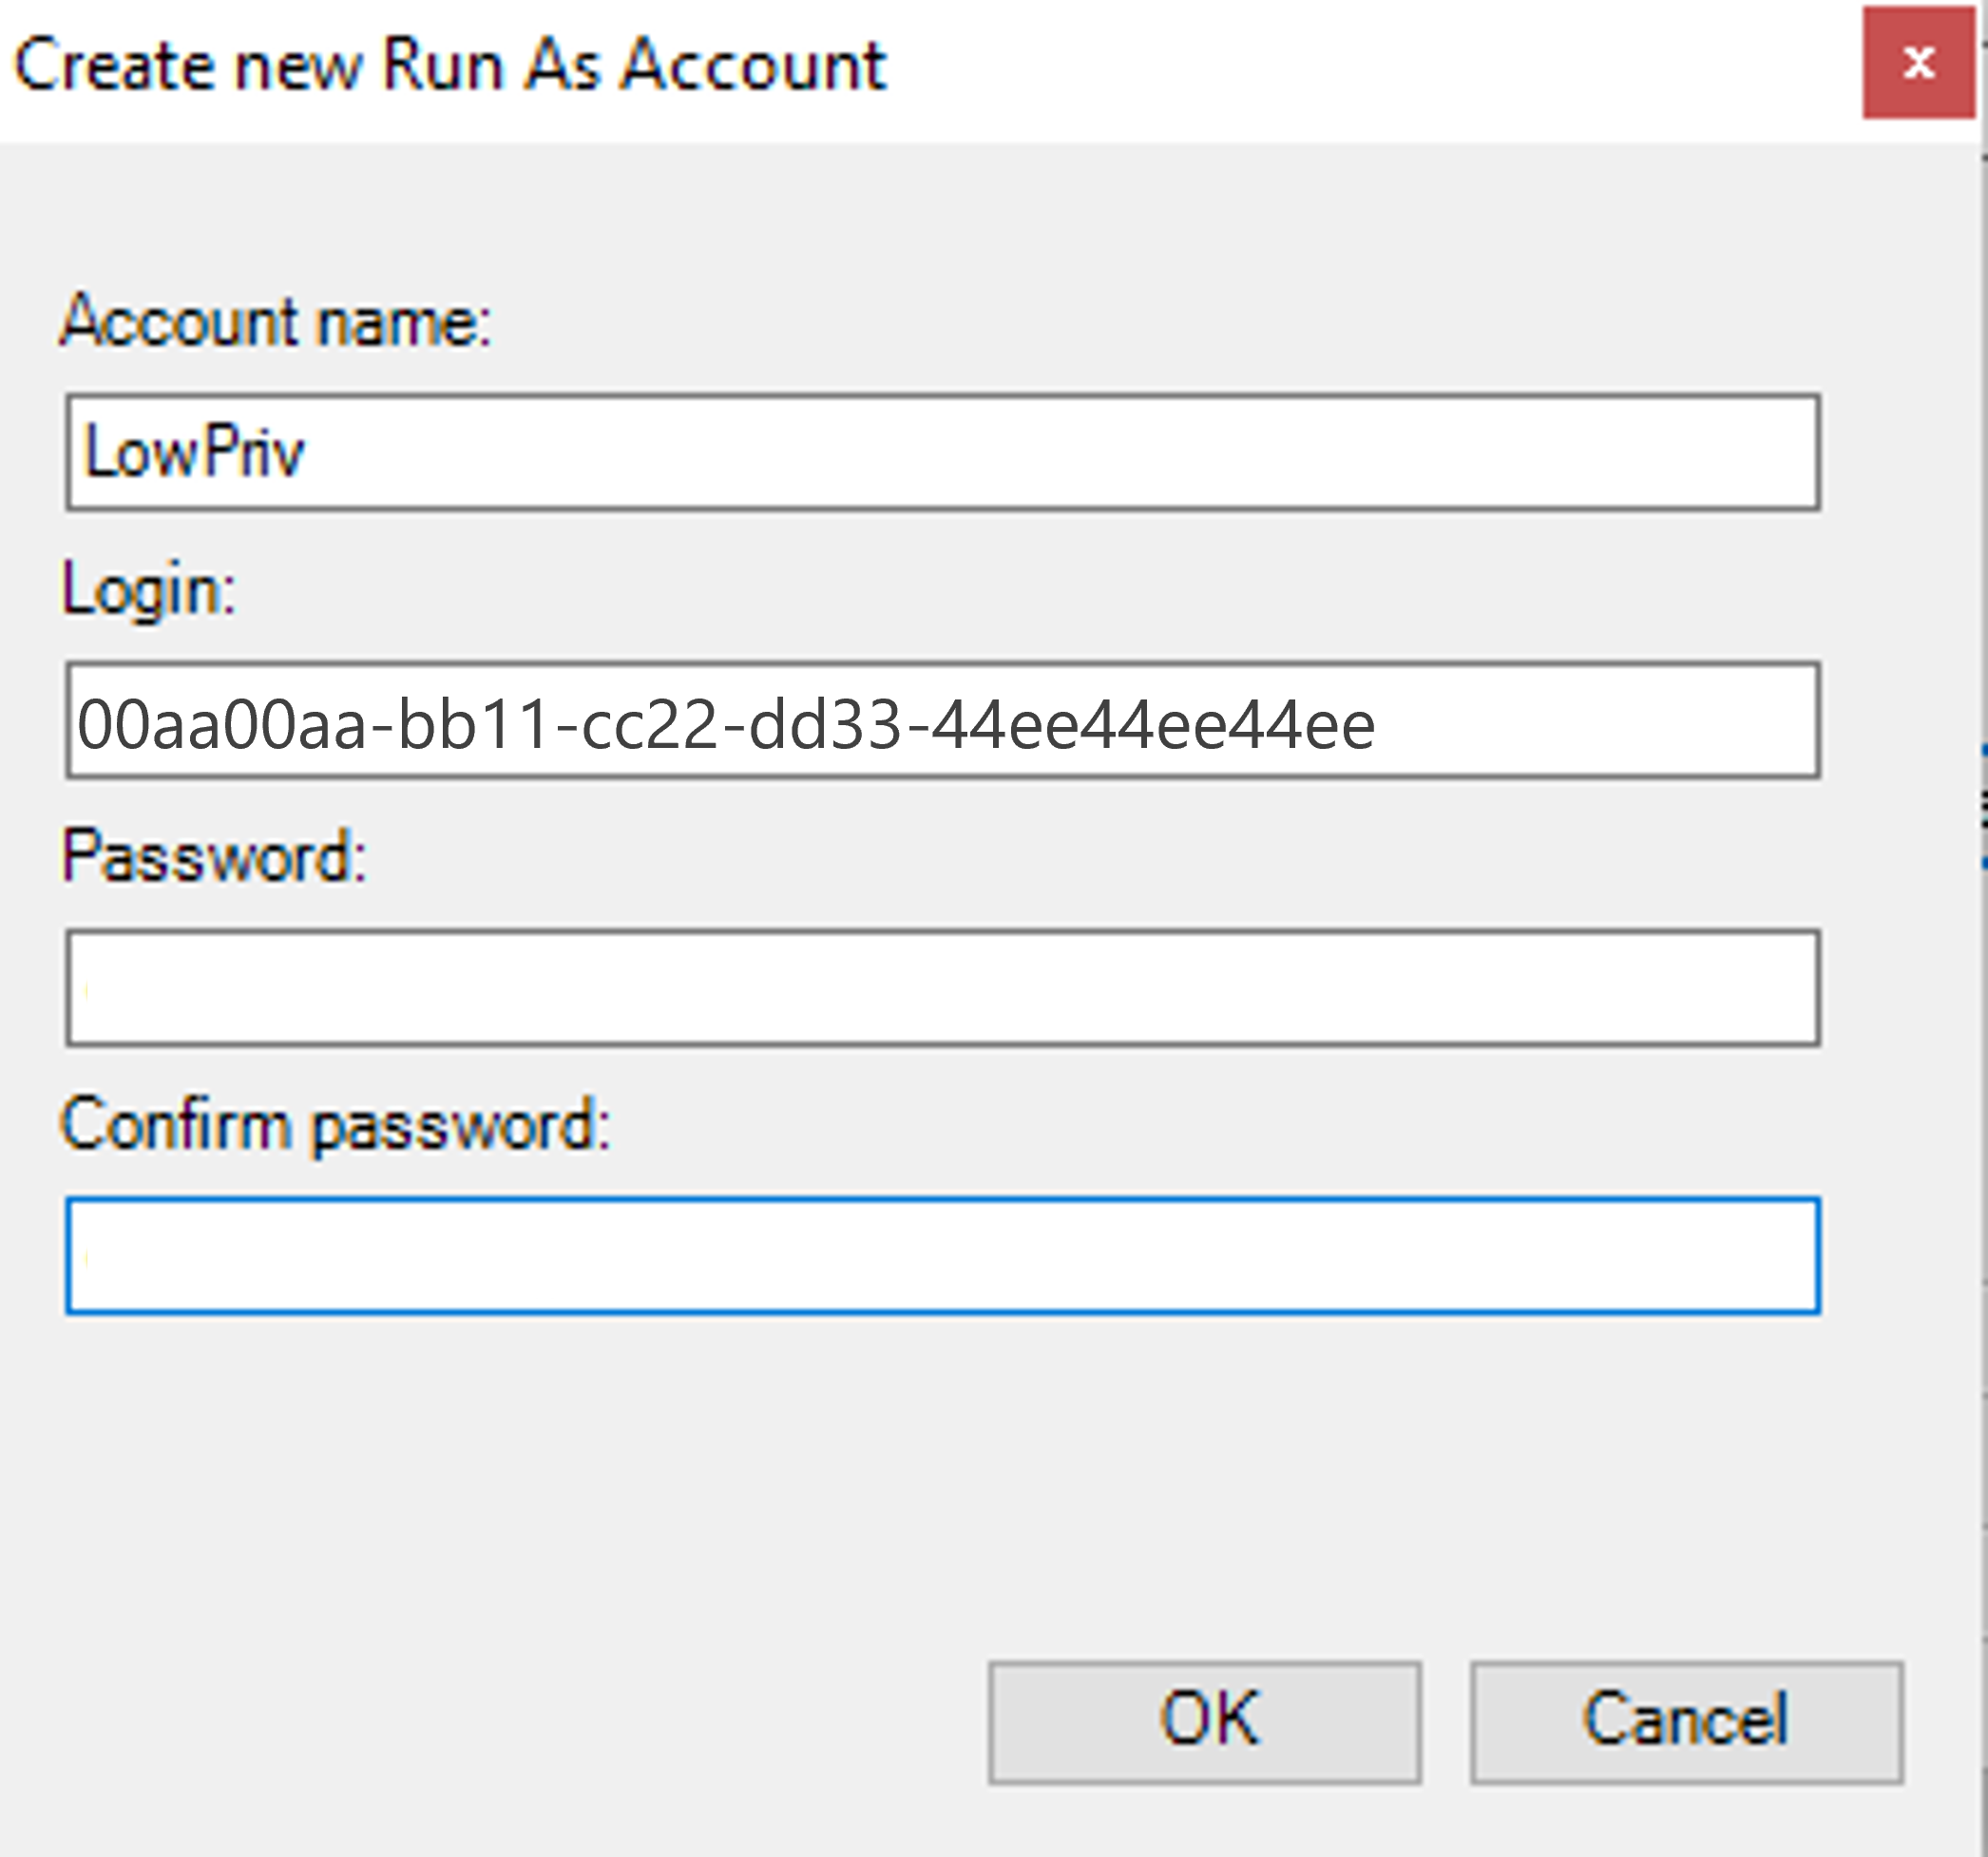 Create new Run As Account
Account name:
LowPriv
Login:
00aa00aa-bb11-cc22-dd33-44ee44ee44ee
Password:
Confirm password:
OK
Cancel